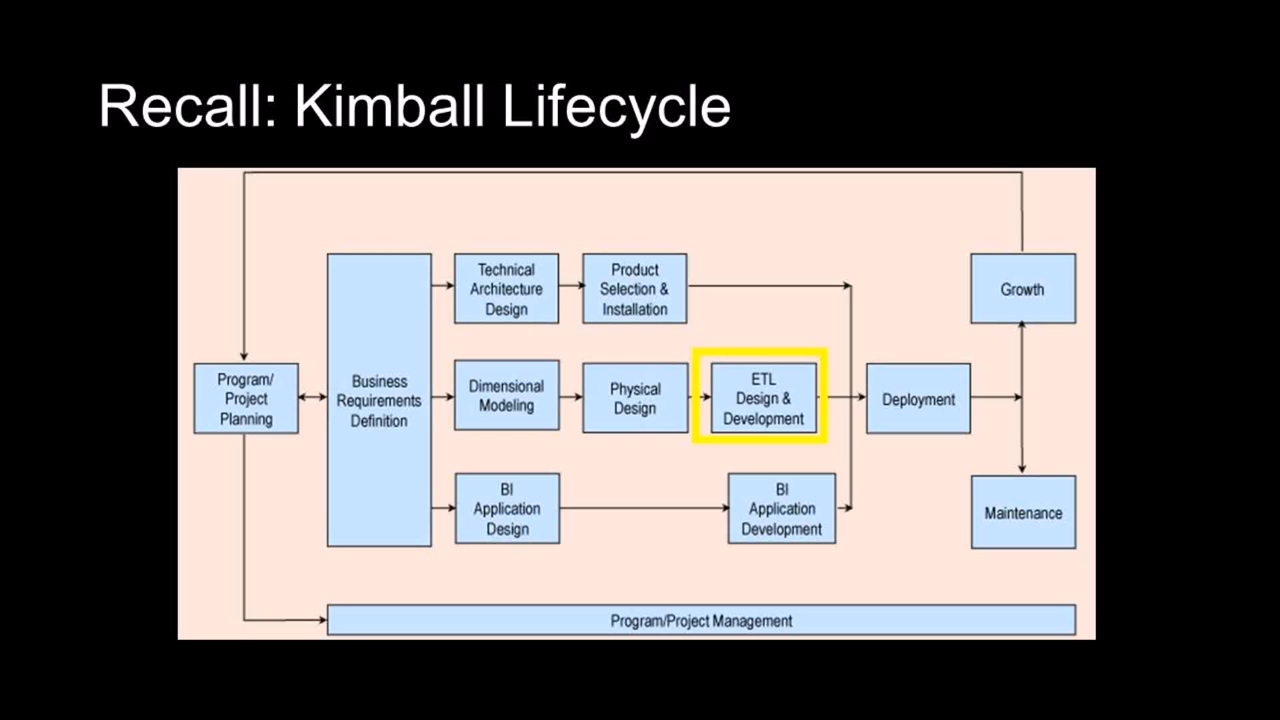 Recall: Kimball Lifecycle
Technical
Architecture
Design
Product
Selection &
Installation
Growth
Program/
Project
Planning
Business
Requirements
Definition
Dimensional
Modeling
Physical
Design
ETL
Design &
Development
Deployment
BI
Application
Design
BI
Application
Development
Maintenance
Program/Project Management